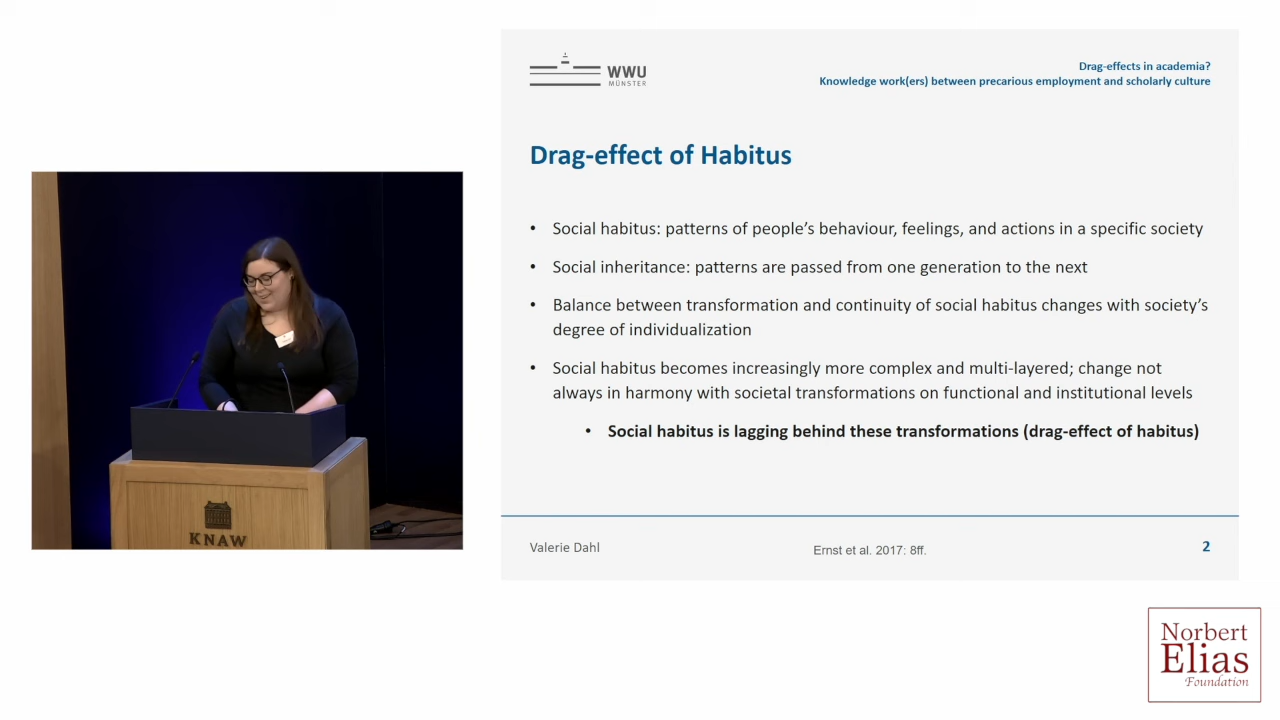 WWU
MÜNSTER
Drag-effects in academia?
Knowledge work(ers) between precarious employment and scholarly culture
Drag-effect of Habitus
• Social habitus: patterns of people's behaviour, feelings, and actions in a specific society
• Social inheritance: patterns are passed from one generation to the next
• Balance between transformation and continuity of social habitus changes with society's
degree of individualization
• Social habitus becomes increasingly more complex and multi-layered; change not
always in harmony with societal transformations on functional and institutional levels
• Social habitus is lagging behind these transformations (drag-effect of habitus)
Valerie Dahl
Ernst et al. 2017: 8ff.
2
KNAW
Norbert
Elias
Foundation